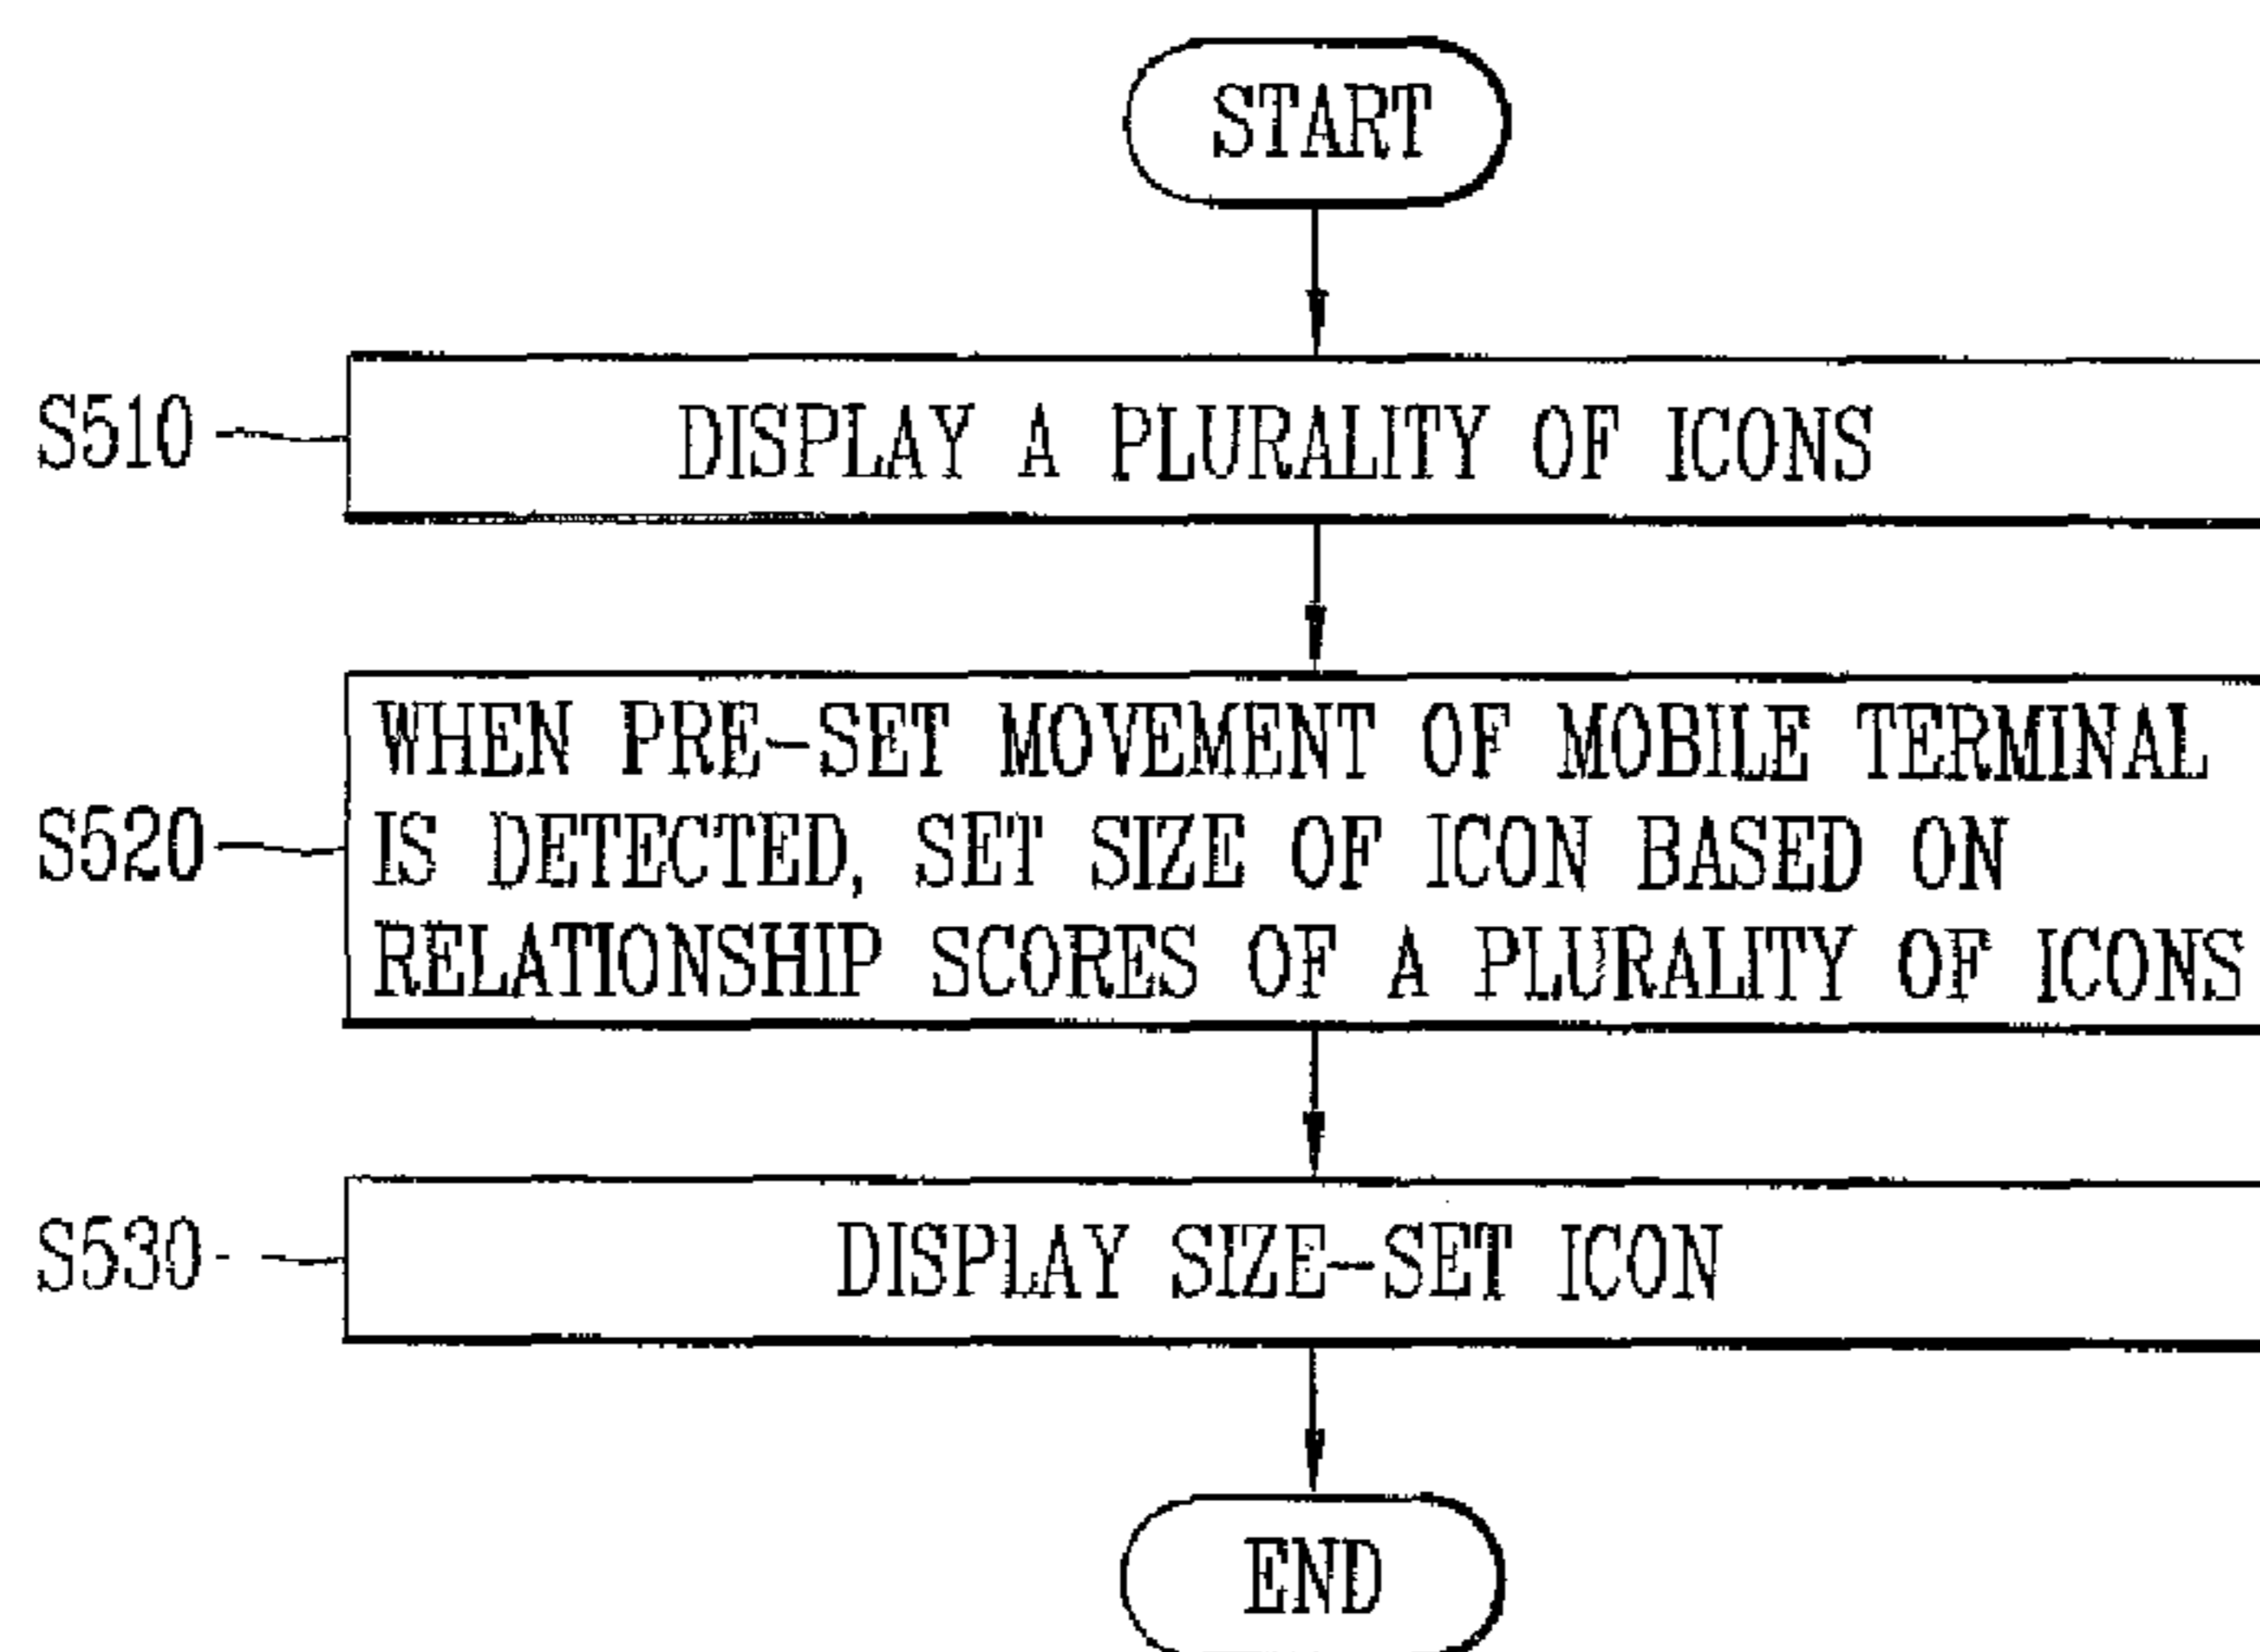 START
S510
DISPLAY A PLURALITY OF ICONS
S520
WHEN PRE-SET MOVEMENT OF MOBILE TERMINAL
IS DETECTED, SET SIZE OF ICON BASED ON
RELATIONSHIP SCORES OF A PLURALITY OF ICONS
S530
DISPLAY SIZE-SET ICON
END